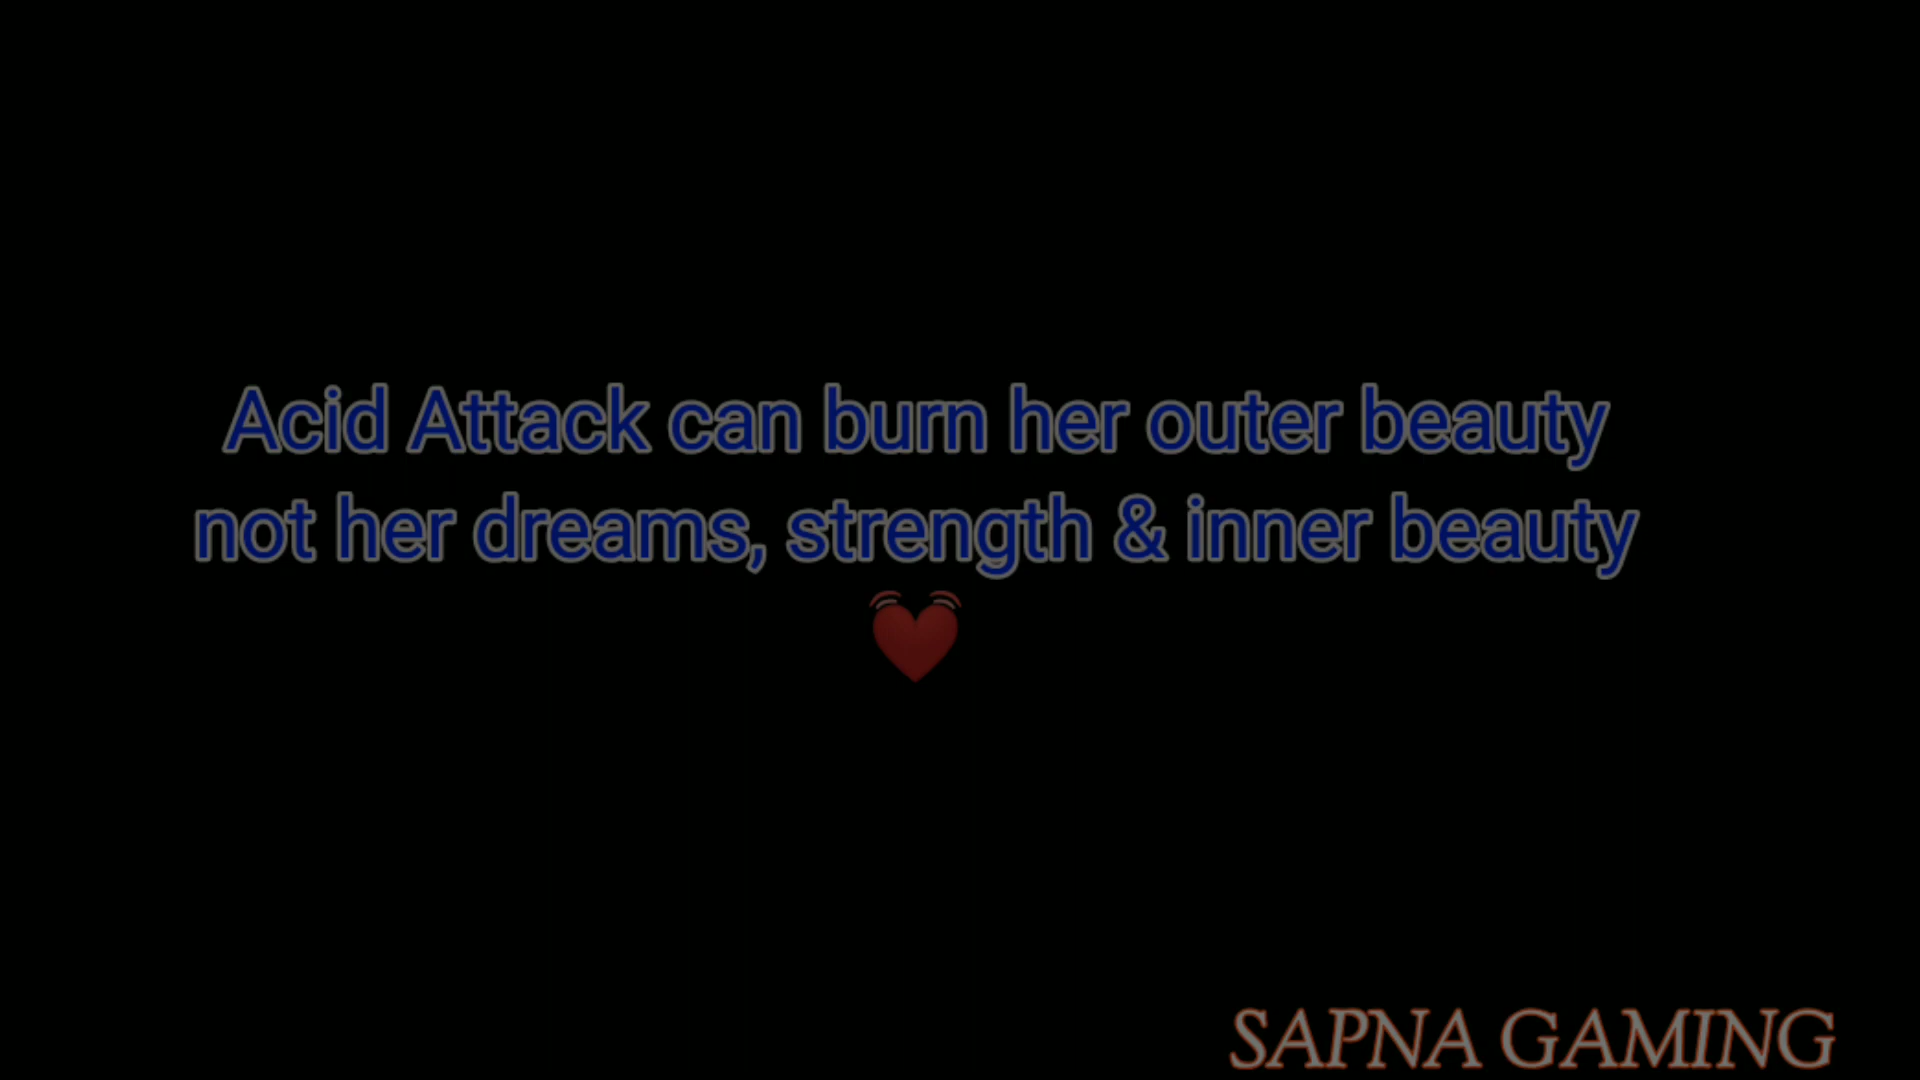 Acid Attack can burn her outer beauty
not her dreams, strength & inner beauty
💓
SAPNA GAMING